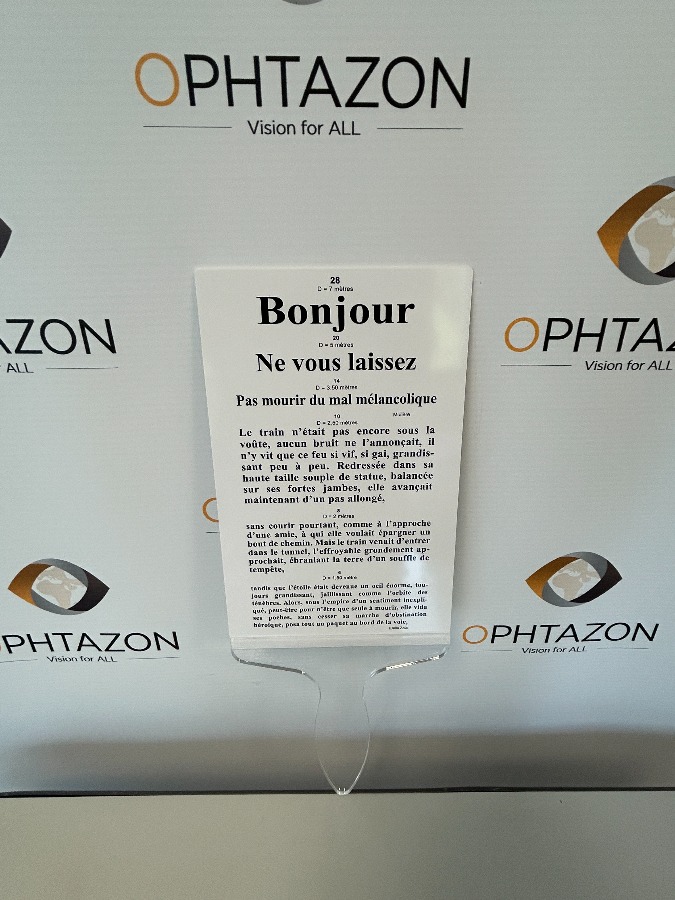 OPHTAZON
Vision for ALL
AZON
ALL
OPHTAZ
Vision for ALL
28
D = 7 mètres
Bonjour
20
D = 5 mètres
Ne vous laissez
14
D = 3,50 mètres
Pas mourir du mal mélancolique
Molière
10
D = 2,50 mètres
Le train n'était pas encore sous la
voûte, aucun bruit ne l'annonçait, il
n'y vit que ce feu si vif, si gai, grandis-
sant peu à peu. Redressée dans sa
haute taille souple de statue, balancée
sur ses fortes jambes, elle avançait
maintenant d'un pas allongé,
8
D = 2 mètres
sans courir pourtant, comme à l'approche
d'une amie, à qui elle voulait épargner un
bout de chemin. Mais le train venait d'entrer
dans le tunnel, l'effroyable grondement ap-
prochait, ébranlant la terre d'un souffle de
tempête,
6
D = 1,50 mètre
tandis que l'étoile était devenue un œil énorme, tou-
jours grandissant, jaillissant comme l'orbite des
ténèbres. Alors, sous l'empire d'un sentiment inexpli-
qué, peut-être pour n'être que seule à mourir, elle vida
ses poches, sans cesser sa marche d'obstination
héroïque, posa tout un paquet au bord de la voie,
OPHTAZON
Vision for ALL
OPHTAZON
Vision for ALL